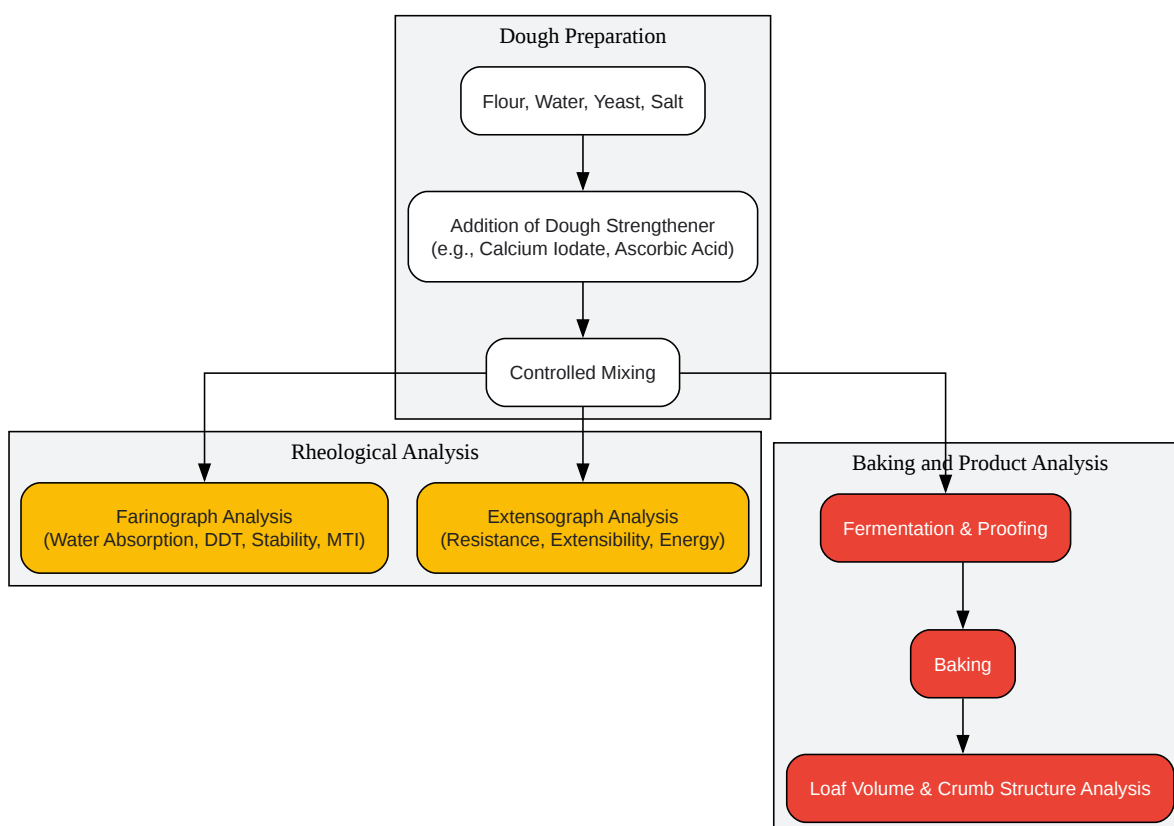 Dough Preparation
Flour, Water, Yeast, Salt
Addition of Dough Strengthener
(e.g., Calcium Iodate, Ascorbic Acid)
Controlled Mixing
Rheological Analysis
Farinograph Analysis
(Water Absorption, DDT, Stability, MTI)
Extensograph Analysis
(Resistance, Extensibility, Energy)
Baking and Product Analysis
Fermentation & Proofing
Baking
Loaf Volume & Crumb Structure Analysis